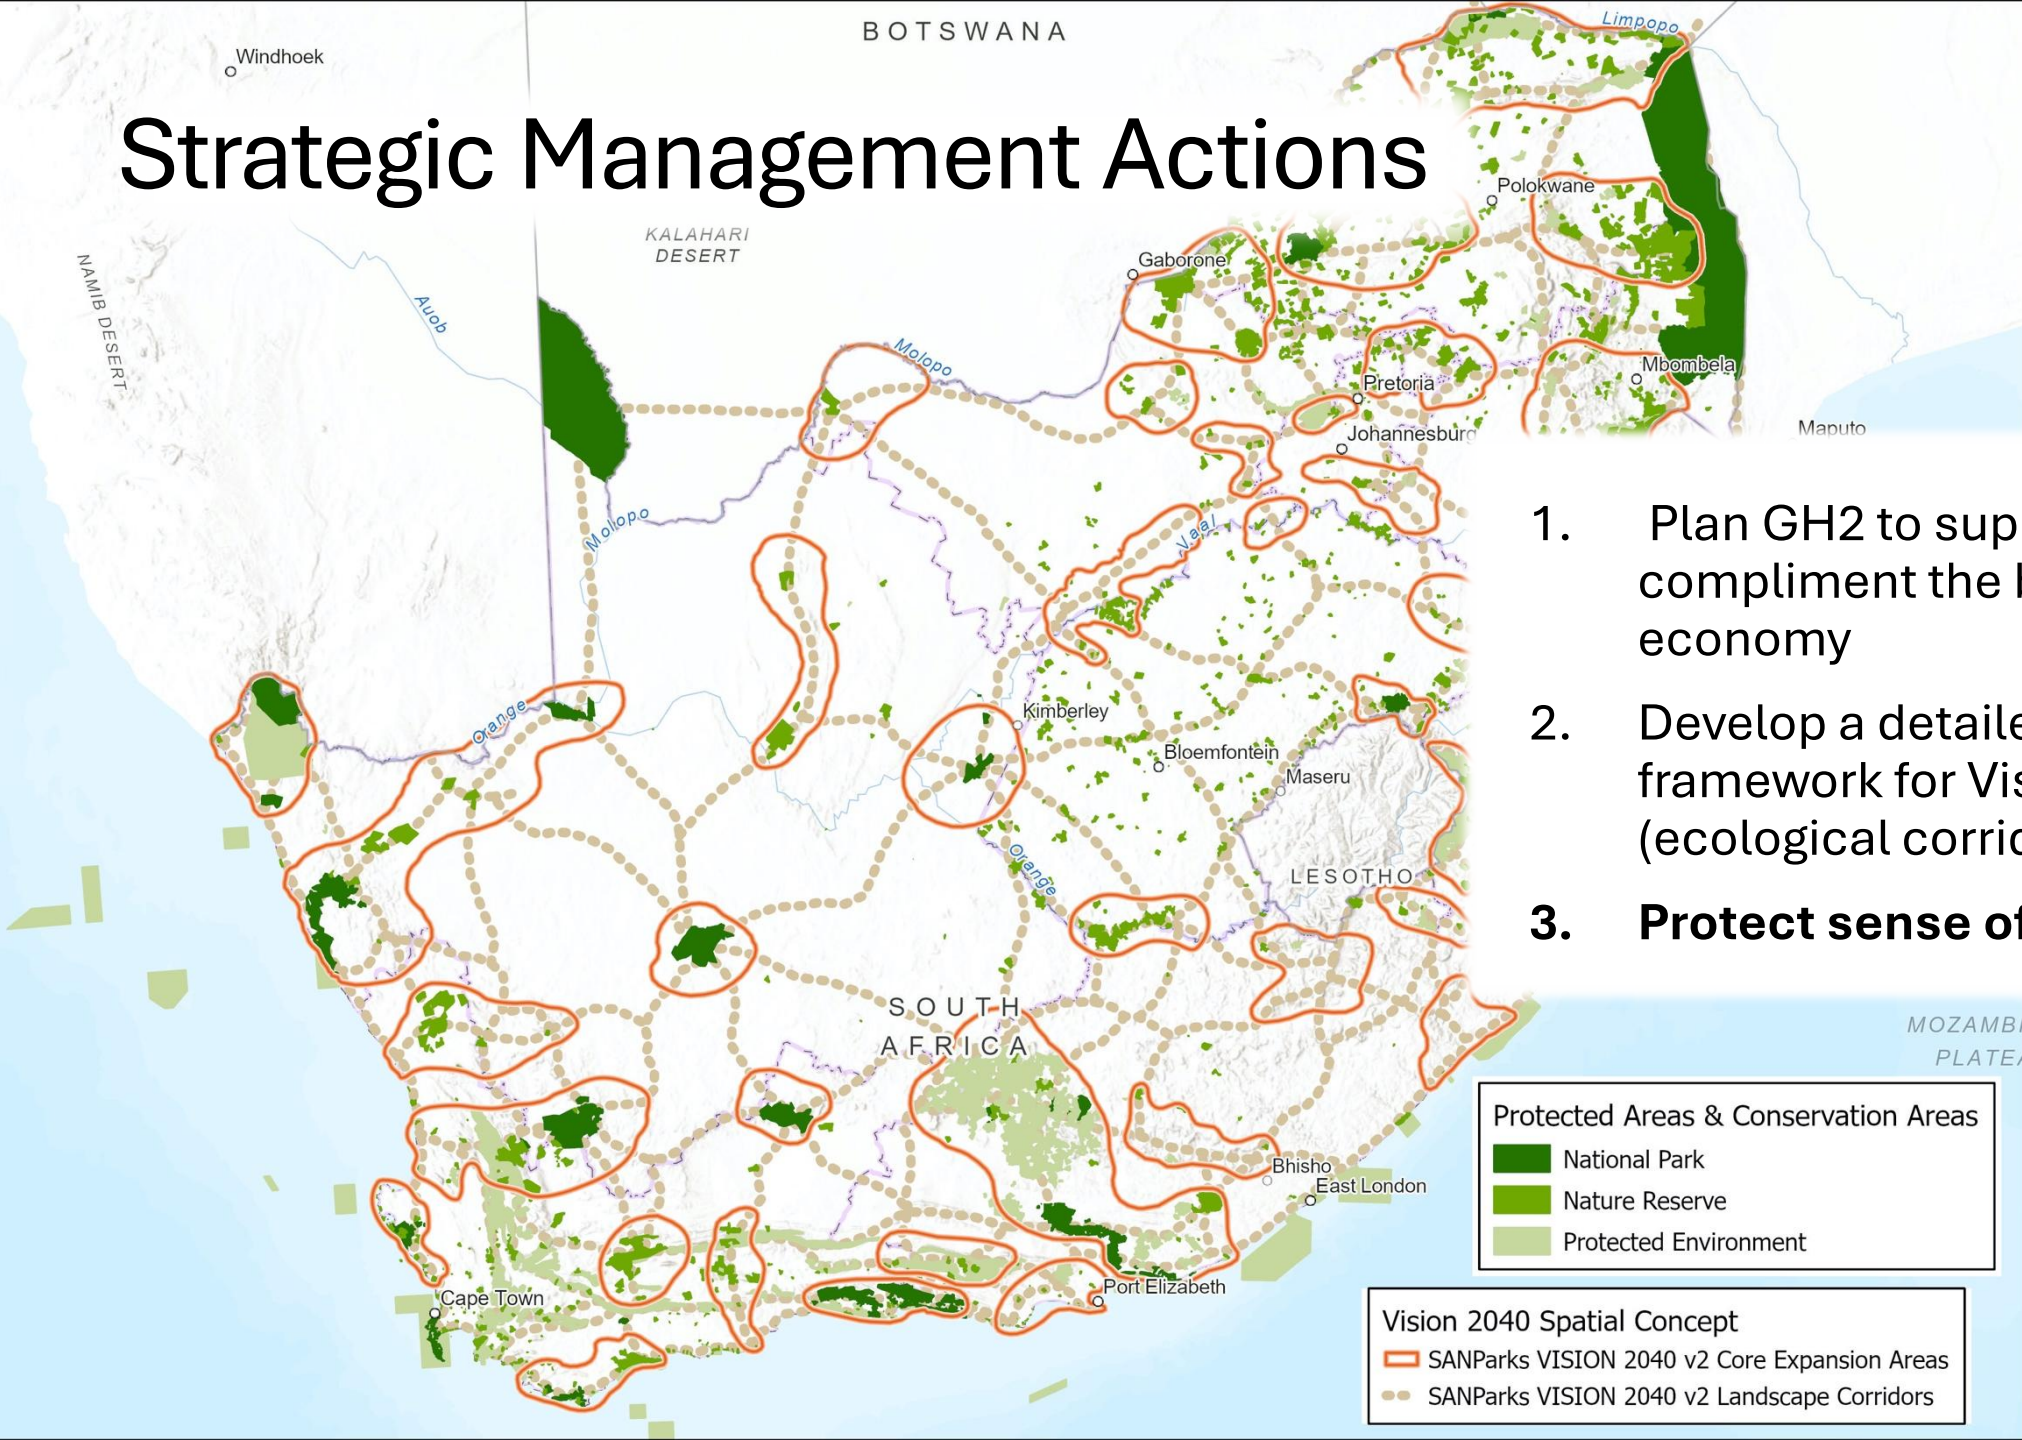 BOTSWANA
Limpopo
Windhoek
Strategic Management Actions
Polokwane
KALAHARI
DESERT
Gaborone
NAMIB DESERT
Auob
Molopo
Mbombela
Pretoria
Maputo
Johannesburg
Molopo
Vaal
1. Plan GH2 to sup
compliment the
economy
Orange
Kimberley
2. Develop a detaile
framework for Vis
(ecological corrid
Bloemfontein
Maseru
Orange
LESOTHO
3. Protect sense of
SOUTH
AFRICA
MOZAMBI
PLATEA
Protected Areas & Conservation Areas
National Park
Nature Reserve
Protected Environment
Bhisho
East London
Port Elizabeth
Cape Town
Vision 2040 Spatial Concept
SANParks VISION 2040 v2 Core Expansion Areas
SANParks VISION 2040 v2 Landscape Corridors